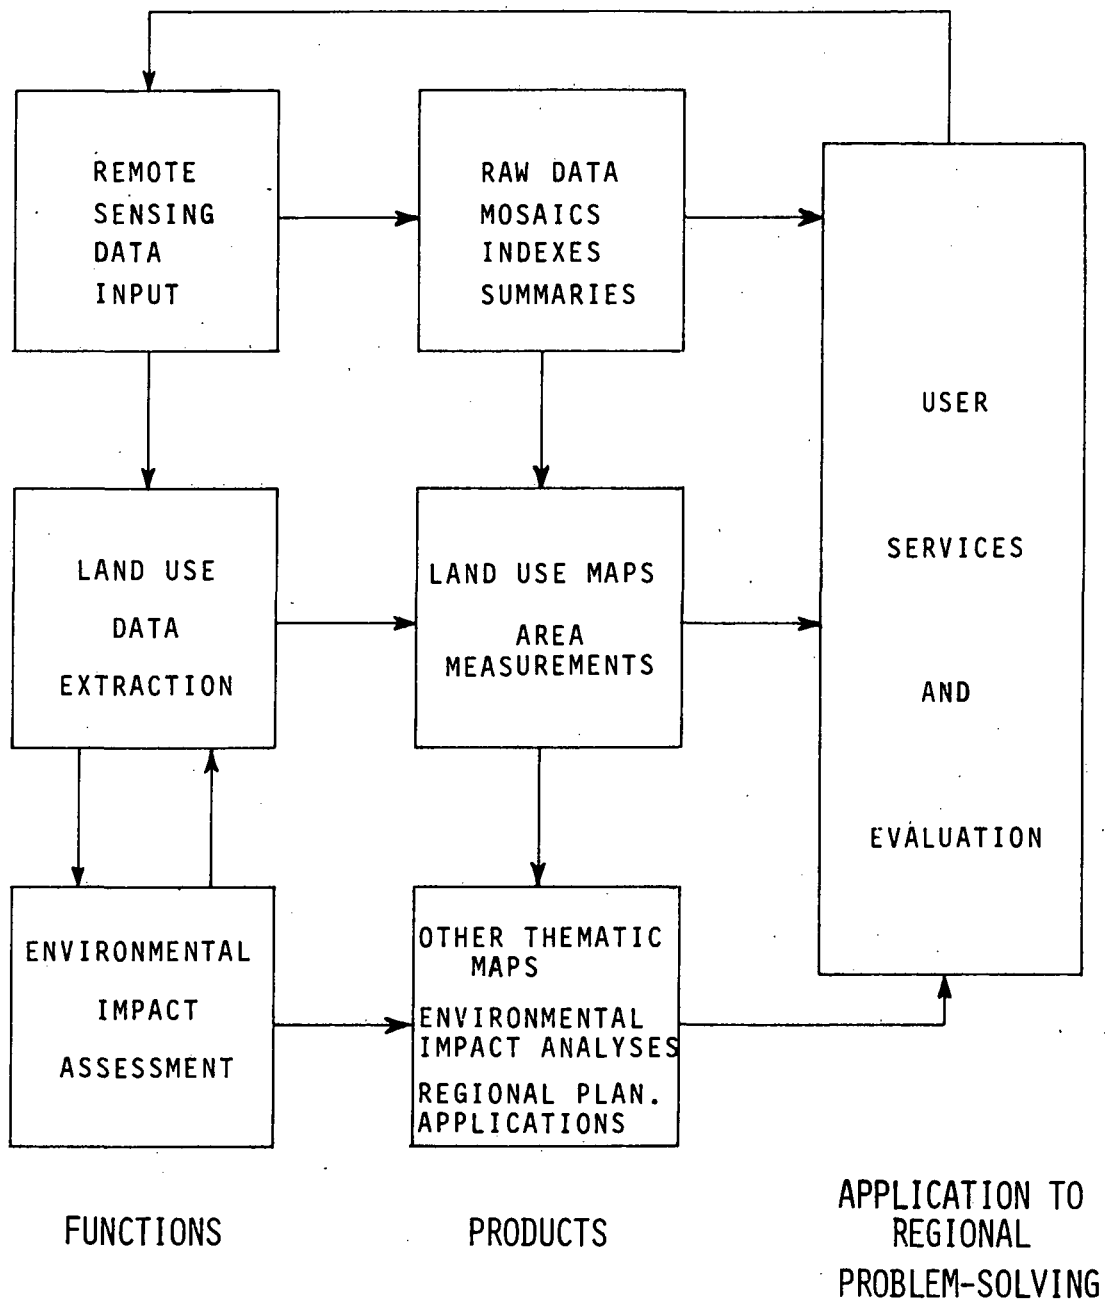 REMOTE
SENSING
DATA
INPUT
RAW DATA
MOSAICS
INDEXES
SUMMARIES
USER
SERVICES
AND
EVALUATION
LAND USE
DATA
EXTRACTION
LAND USE MAPS
AREA
MEASUREMENTS
ENVIRONMENTAL
IMPACT
ASSESSMENT
OTHER THEMATIC
MAPS
ENVIRONMENTAL
IMPACT ANALYSES
REGIONAL PLAN.
APPLICATIONS
FUNCTIONS
PRODUCTS
APPLICATION TO
REGIONAL
PROBLEM-SOLVING